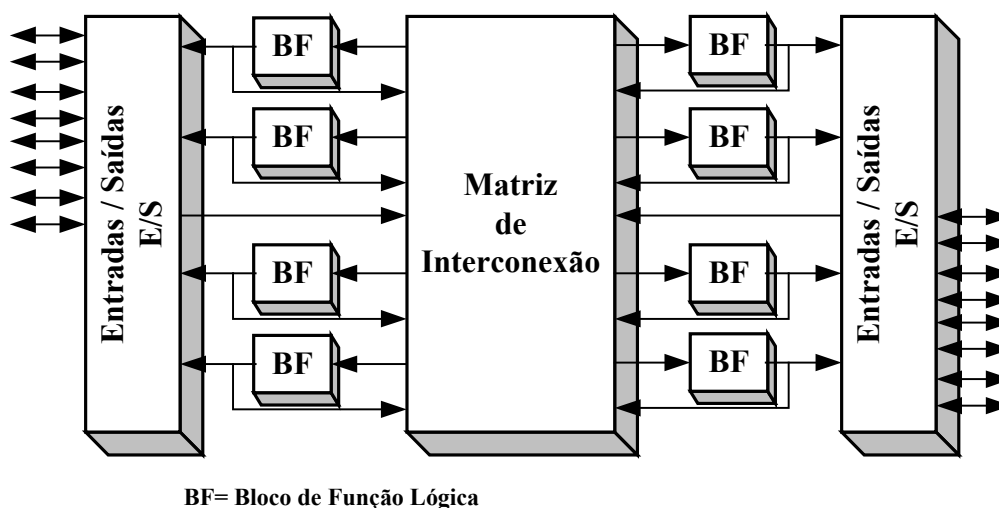 BF
BF
BF
BF
Entradas / Saídas
E/S
Matriz
de
Interconexão
BF
BF
BF
BF
Entradas / Saídas
E/S
BF= Bloco de Função Lógica